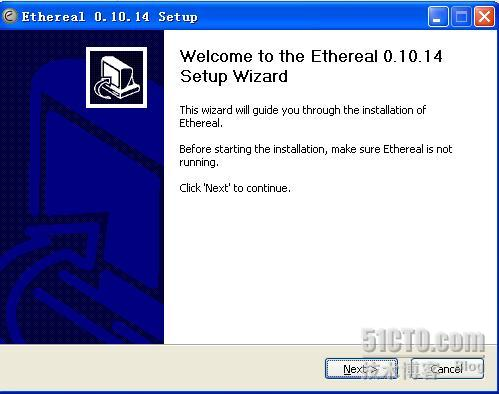 Ethereal 0.10.14 Setup
Welcome to the Ethereal 0.10.14
Setup Wizard
This wizard will guide you through the installation of
Ethereal.
Before starting the installation, make sure Ethereal is not
running.
Click 'Next' to continue.
51CTO.com
技术博客 Blog
Next >
Cancel